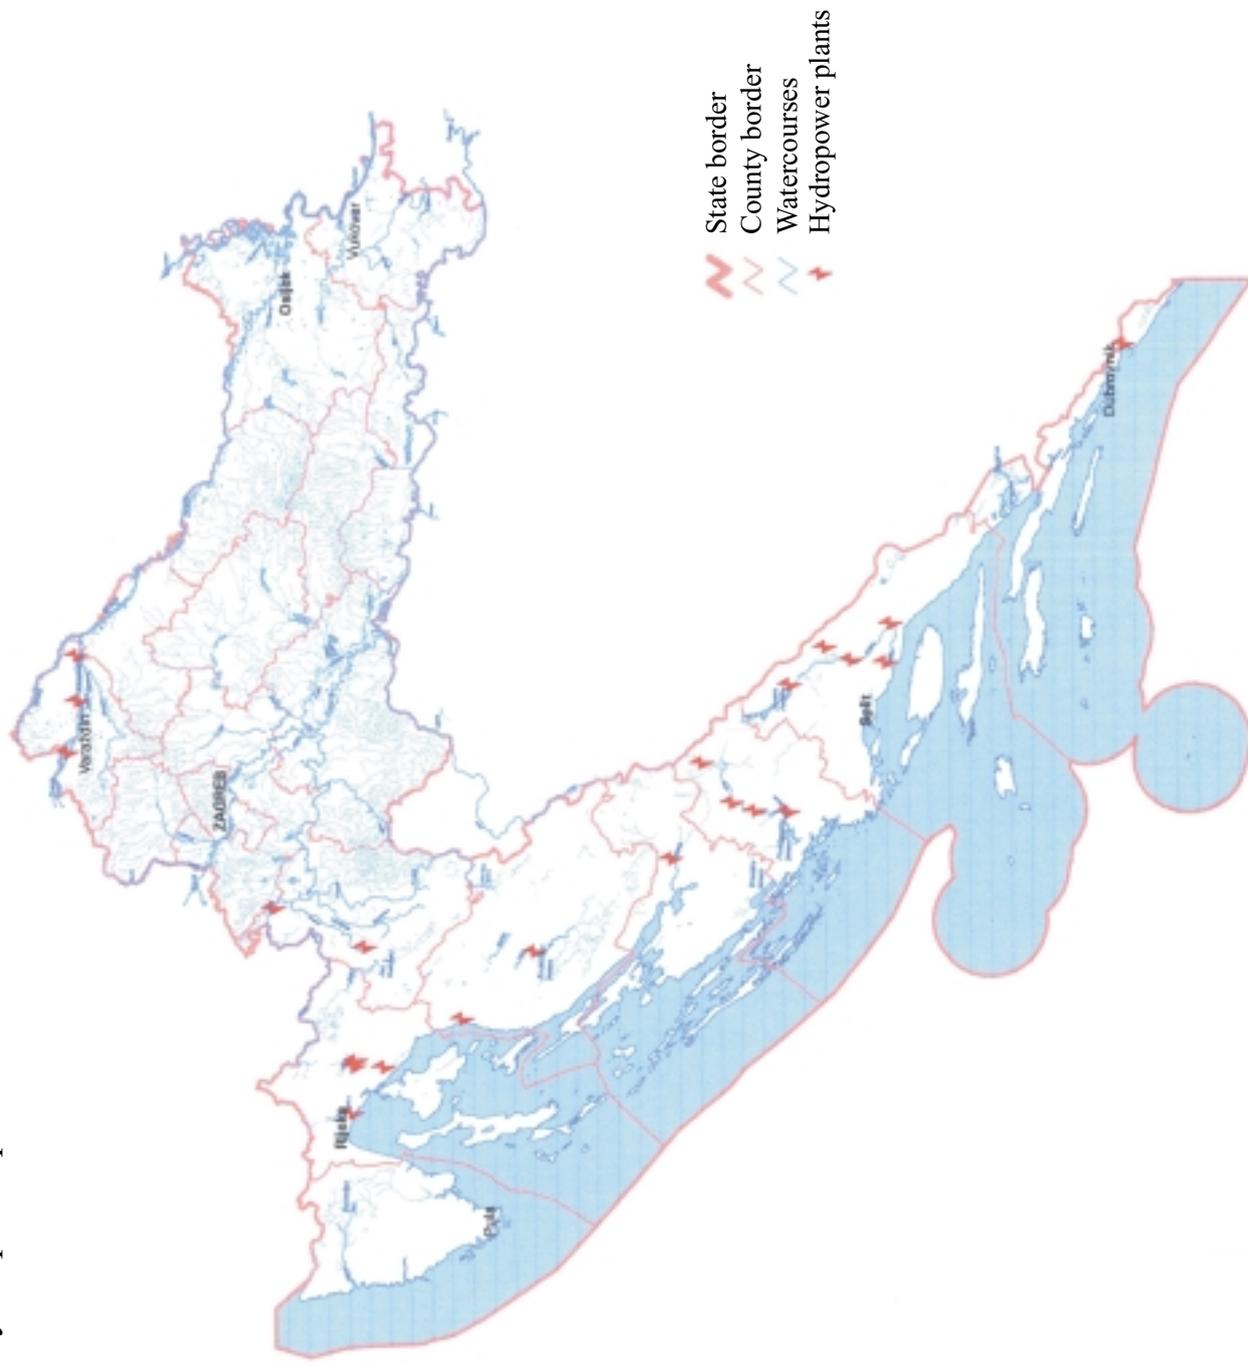 Varaždin
ZAGREB
Osijek
Vukovar
Rijeka
Pula
Split
Dubrovnik
State border
County border
Watercourses
Hydropower plants